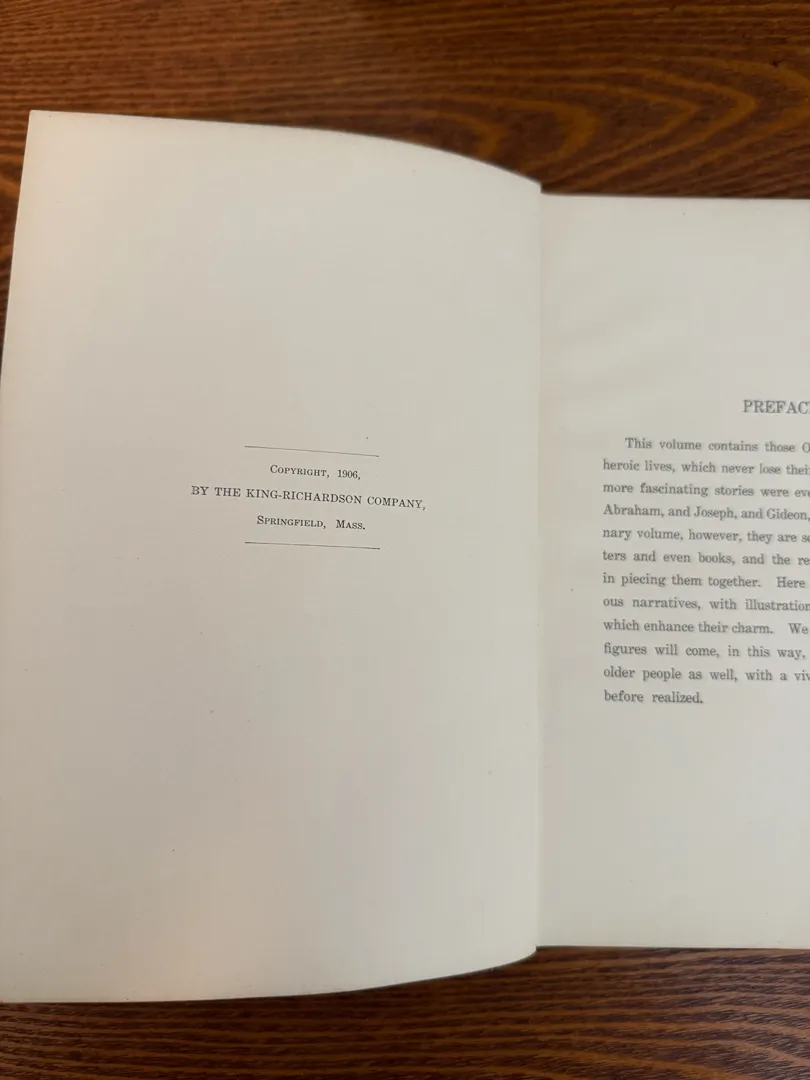 COPYRIGHT, 1906,
BY THE KING-RICHARDSON COMPANY,
SPRINGFIELD, MASS.
PREFAC
This volume contains those O
heroic lives, which never lose thei
more fascinating stories were eve
Abraham, and Joseph, and Gideon,
nary volume, however, they are se
ters and even books, and the re
in piecing them together. Here
ous narratives, with illustration
which enhance their charm. We
figures will come, in this way,
older people as well, with a viv
before realized.